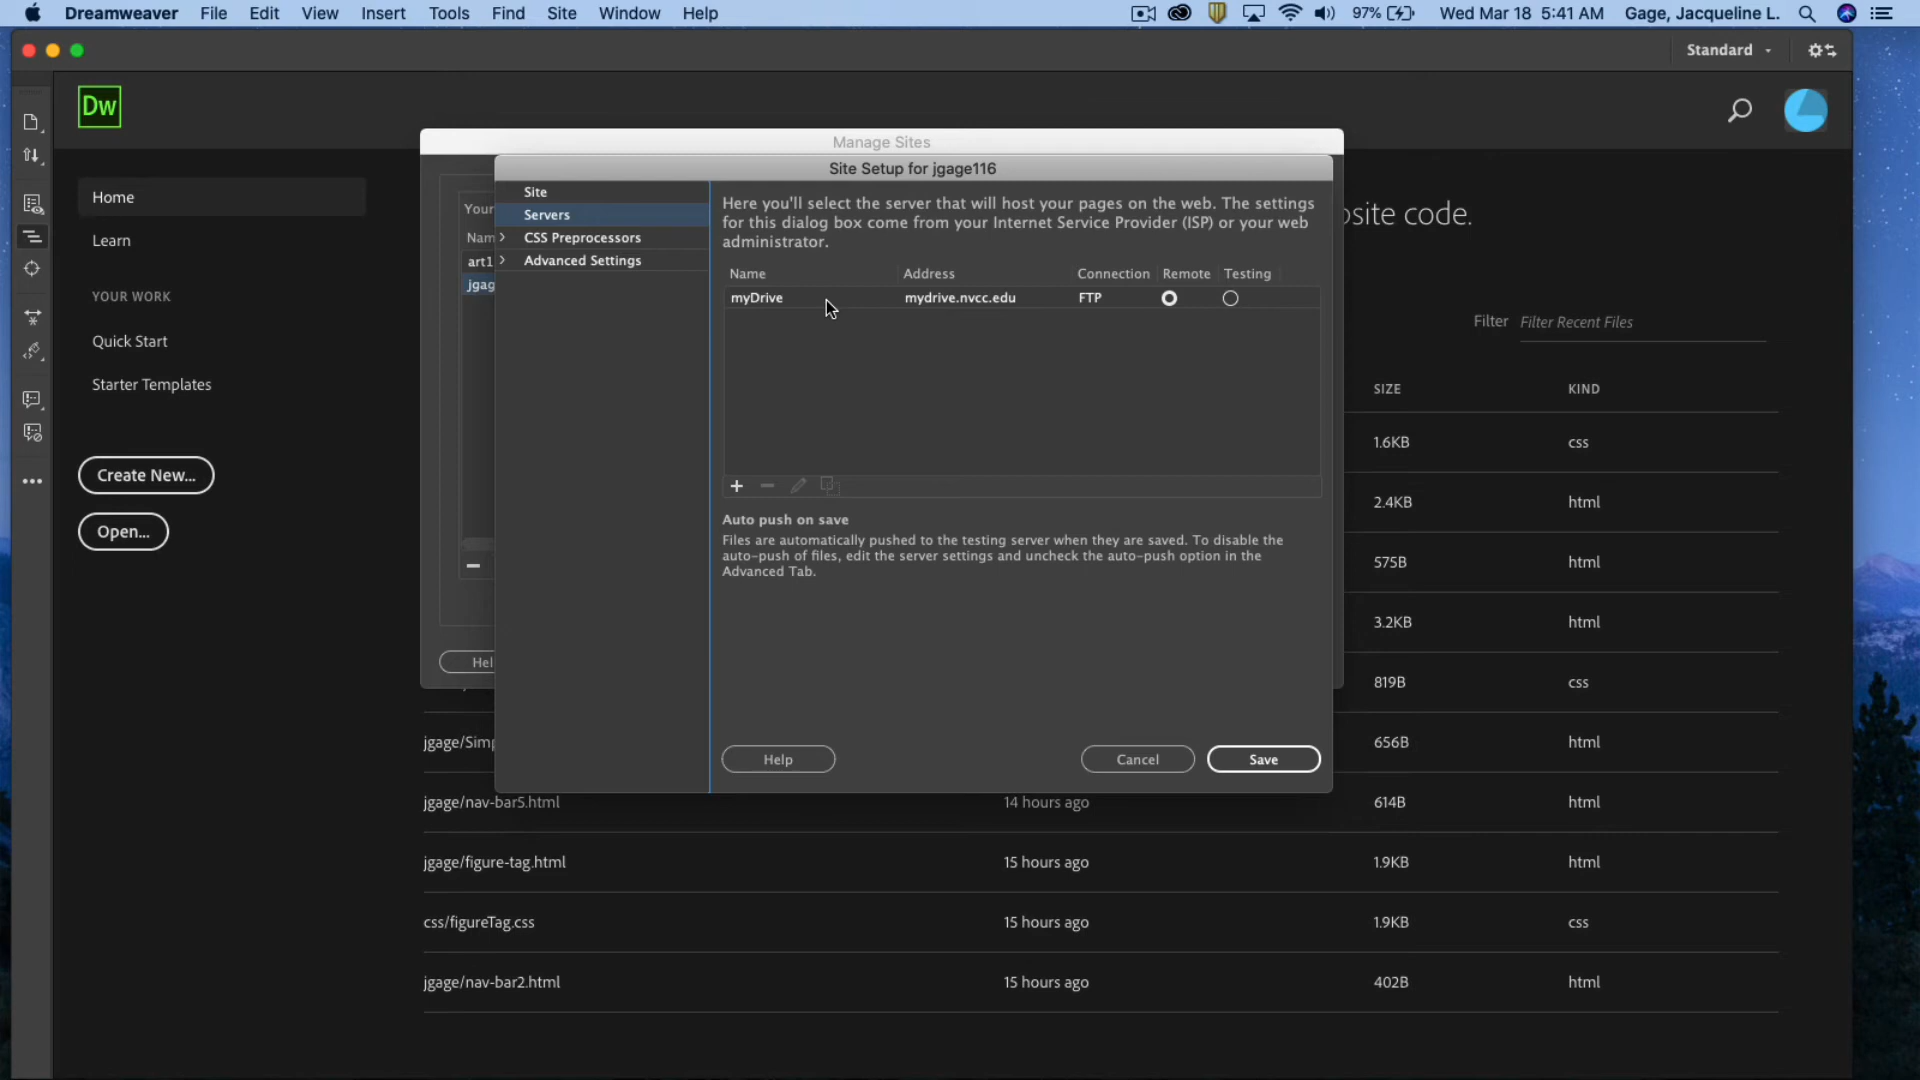 Dreamweaver File Edit View Insert Tools Find Site Window Help 97% Wed Mar 18 5:41 AM Gage, Jacqueline L.
Standard
Dw
Manage Sites
Site Setup for jgage116
Home
Learn
YOUR WORK
Quick Start
Starter Templates
Create New...
Open...
Your
Nam
art1
jgag
Hel
Site
Servers
CSS Preprocessors
Advanced Settings
Here you'll select the server that will host your pages on the web. The settings
for this dialog box come from your Internet Service Provider (ISP) or your web
administrator.
Name Address Connection Remote Testing
myDrive mydrive.nvcc.edu FTP
Auto push on save
Files are automatically pushed to the testing server when they are saved. To disable the
auto-push of files, edit the server settings and uncheck the auto-push option in the
Advanced Tab.
Help Cancel Save
site code.
Filter Filter Recent Files
SIZE KIND
1.6KB css
2.4KB html
575B html
3.2KB html
819B css
jgage/Simp 656B html
jgage/nav-bar5.html 14 hours ago 614B html
jgage/figure-tag.html 15 hours ago 1.9KB html
css/figureTag.css 15 hours ago 1.9KB css
jgage/nav-bar2.html 15 hours ago 402B html